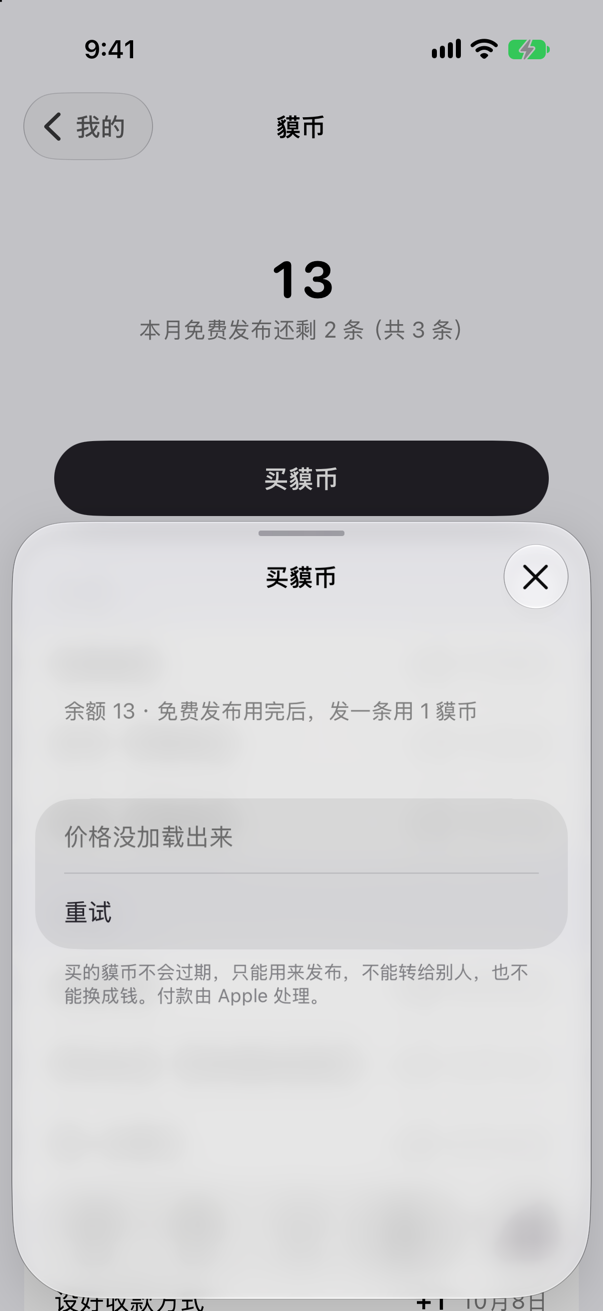 9:41
我的
貘币
13
本月免费发布还剩 2 条（共 3 条）
买貘币
买貘币
余额 13 · 免费发布用完后，发一条用 1 貘币
价格没加载出来
重试
买的貘币不会过期，只能用来发布，不能转给别人，也不
能换成钱。付款由 Apple 处理。
设好收款方式 +1 10月8日